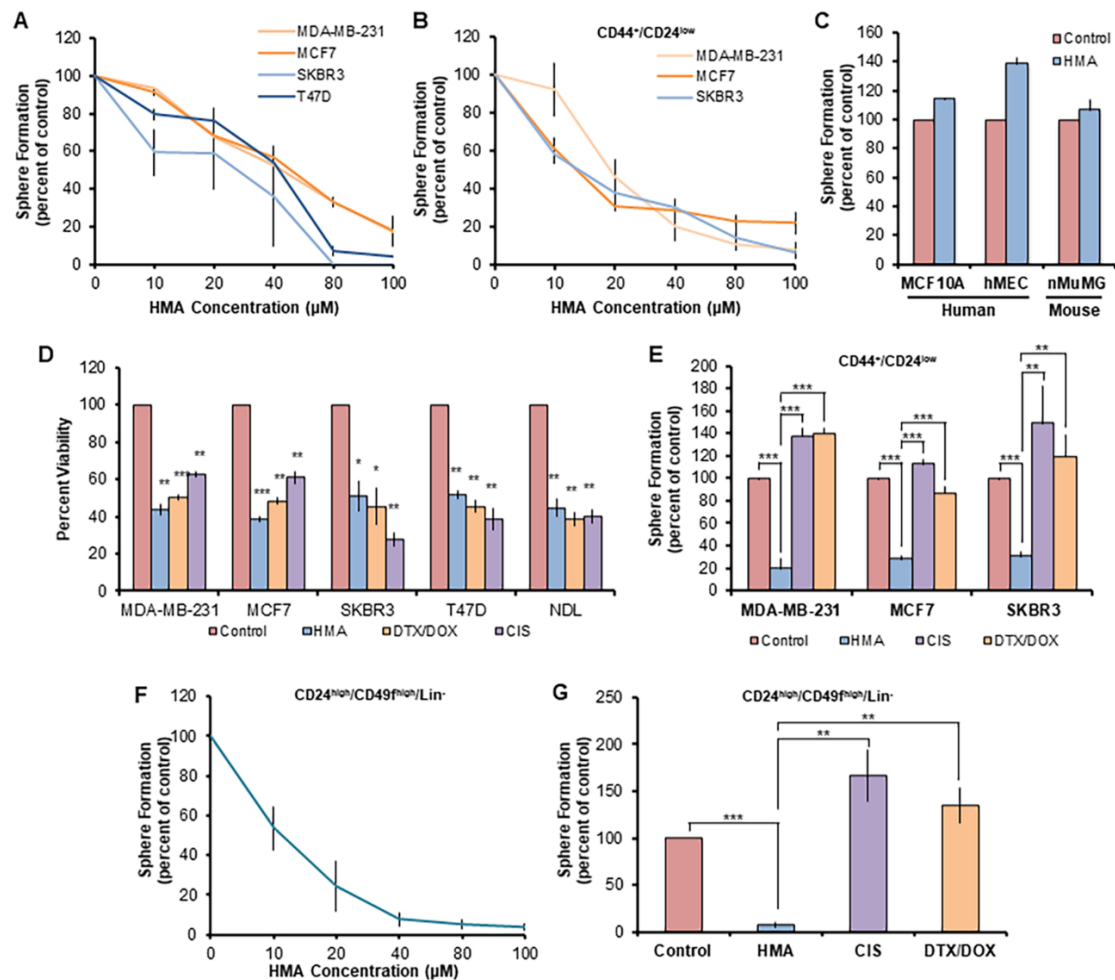 A
Sphere Formation
(percent of control)
120
100
80
60
40
20
0
MDA-MB-231
MCF7
SKBR3
T47D
0 10 20 40 80 100
HMA Concentration (µM)
B
CD44⁺/CD24ˡᵒʷ
Sphere Formation
(percent of control)
120
100
80
60
40
20
0
MDA-MB-231
MCF7
SKBR3
0 10 20 40 80 100
HMA Concentration (µM)
C
Control
HMA
Sphere Formation
(percent of control)
160
140
120
100
80
60
40
20
0
MCF10A hMEC nMuMG
Human Mouse
D
Percent Viability
120
100
80
60
40
20
0
** *** **
*** ** **
* * **
** ** **
** ** **
MDA-MB-231 MCF7 SKBR3 T47D NDL
Control HMA DTX/DOX CIS
E
CD44⁺/CD24ˡᵒʷ
Sphere Formation
(percent of control)
200
180
160
140
120
100
80
60
40
20
0
*** *** ***
*** *** ***
*** ** **
MDA-MB-231 MCF7 SKBR3
Control HMA CIS DTX/DOX
F
CD24ʰⁱᵍʰ/CD49fʰⁱᵍʰ/Lin⁻
Sphere Formation
(percent of control)
120
100
80
60
40
20
0
0 10 20 40 80 100
HMA Concentration (µM)
G
CD24ʰⁱᵍʰ/CD49fʰⁱᵍʰ/Lin⁻
Sphere Formation
(percent of control)
250
200
150
100
50
0
**
**
***
Control HMA CIS DTX/DOX